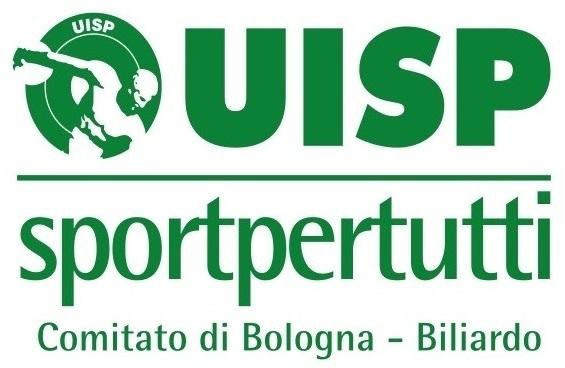 UISP
UISP
sportpertutti
Comitato di Bologna - Biliardo